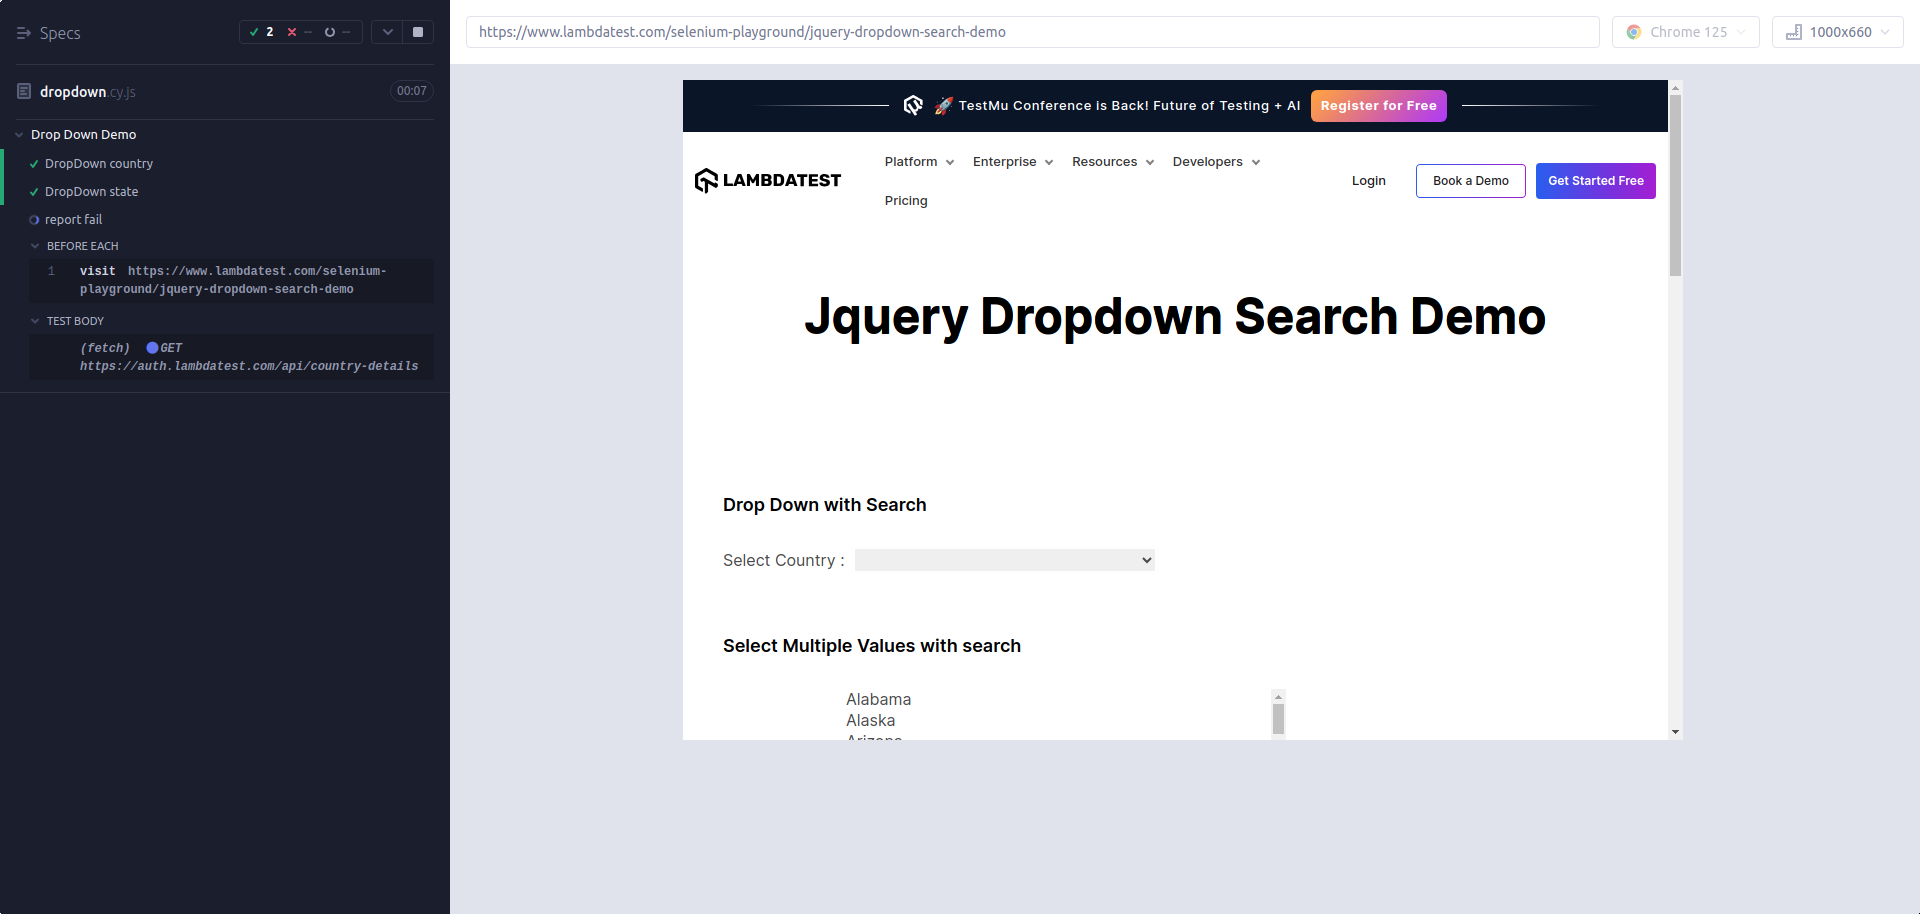 Specs
2
--
--
dropdown.cy.js
00:07
Drop Down Demo
DropDown country
DropDown state
report fail
BEFORE EACH
1 visit https://www.lambdatest.com/selenium-
playground/jquery-dropdown-search-demo
TEST BODY
(fetch) GET
https://auth.lambdatest.com/api/country-details
https://www.lambdatest.com/selenium-playground/jquery-dropdown-search-demo
Chrome 125
1000x660
TestMu Conference is Back! Future of Testing + AI
Register for Free
LAMBDATEST
Platform
Enterprise
Resources
Developers
Pricing
Login
Book a Demo
Get Started Free
Jquery Dropdown Search Demo
Drop Down with Search
Select Country :
Select Multiple Values with search
Alabama
Alaska
Arizona